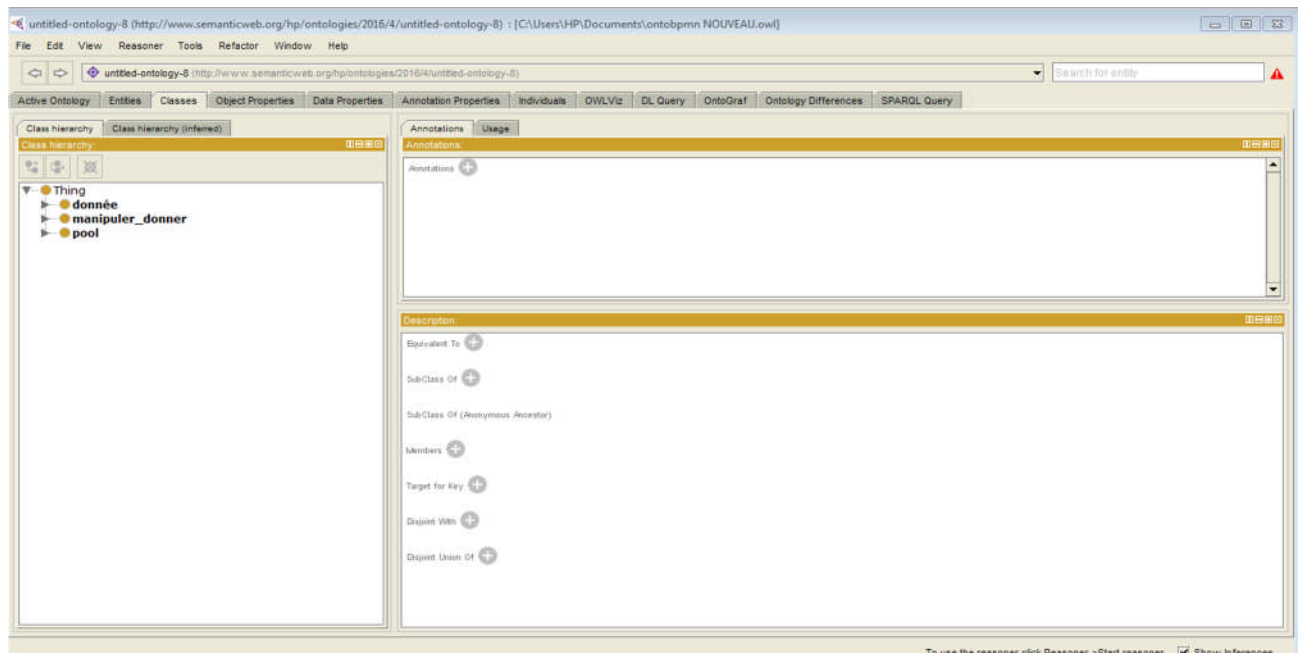 untitled-ontology-8 (http://www.semanticweb.org/hp/ontologies/2016/4/untitled-ontology-8) : [C:\Users\HP\Documents\ontobpmn NOUVEAU.owl]
File Edit View Reasoner Tools Refactor Window Help
untitled-ontology-8 (http://www.semanticweb.org/hp/ontologies/2016/4/untitled-ontology-8) Search for entity
Active Ontology Entities Classes Object Properties Data Properties Annotation Properties Individuals OWLViz DL Query OntoGraf Ontology Differences SPARQL Query
Class hierarchy Class hierarchy (inferred)
Class hierarchy:
Thing
donnée
manipuler_donner
pool
Annotations Usage
Annotations:
Annotations
Description:
Equivalent To
SubClass Of
SubClass Of (Anonymous Ancestor)
Members
Target for Key
Disjoint With
Disjoint Union Of
To use the reasoner click Reasoner->Start reasoner Show Inferences